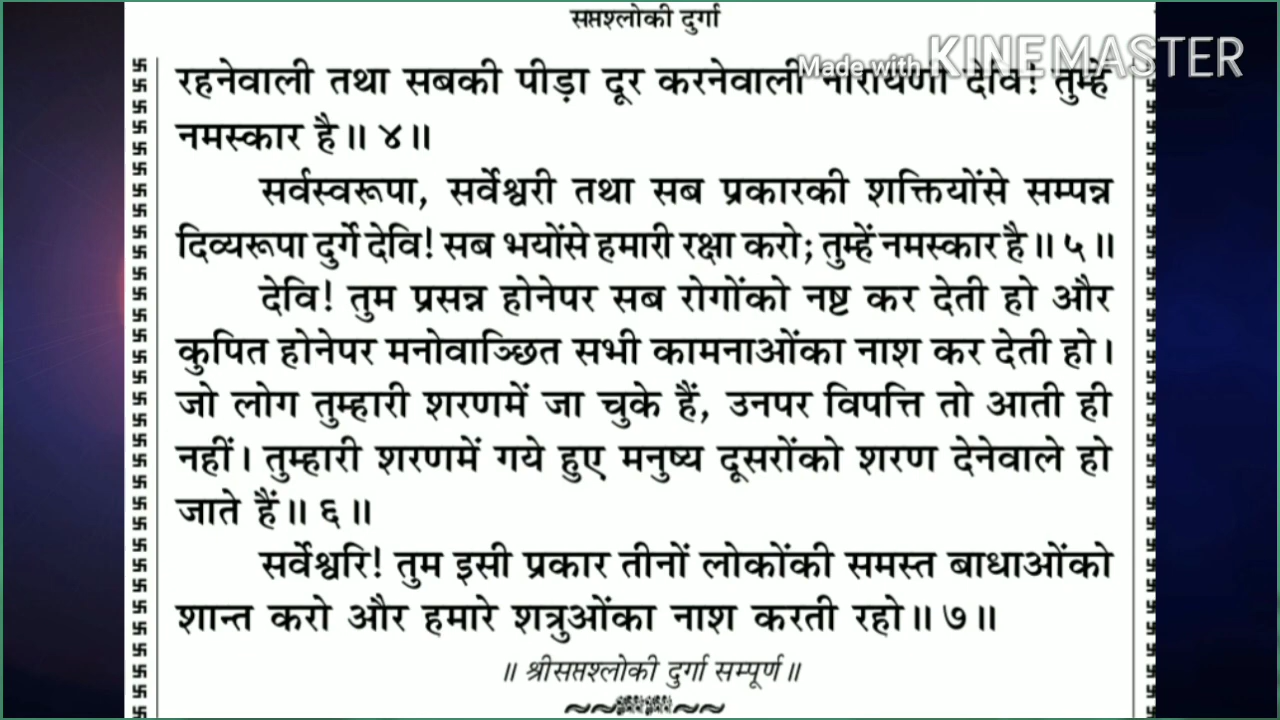 सप्तश्लोकी दुर्गा
Made with KINEMASTER
रहनेवाली तथा सबकी पीड़ा दूर करनेवाली नारायणी देवि! तुम्हें
नमस्कार है॥ ४॥
सर्वस्वरूपा, सर्वेश्वरी तथा सब प्रकारकी शक्तियोंसे सम्पन्न
दिव्यरूपा दुर्गे देवि! सब भयोंसे हमारी रक्षा करो; तुम्हें नमस्कार है॥ ५॥
देवि! तुम प्रसन्न होनेपर सब रोगोंको नष्ट कर देती हो और
कुपित होनेपर मनोवाञ्छित सभी कामनाओंका नाश कर देती हो।
जो लोग तुम्हारी शरणमें जा चुके हैं, उनपर विपत्ति तो आती ही
नहीं। तुम्हारी शरणमें गये हुए मनुष्य दूसरोंको शरण देनेवाले हो
जाते हैं॥ ६॥
सर्वेश्वरि! तुम इसी प्रकार तीनों लोकोंकी समस्त बाधाओंको
शान्त करो और हमारे शत्रुओंका नाश करती रहो॥ ७॥
॥ श्रीसप्तश्लोकी दुर्गा सम्पूर्ण॥